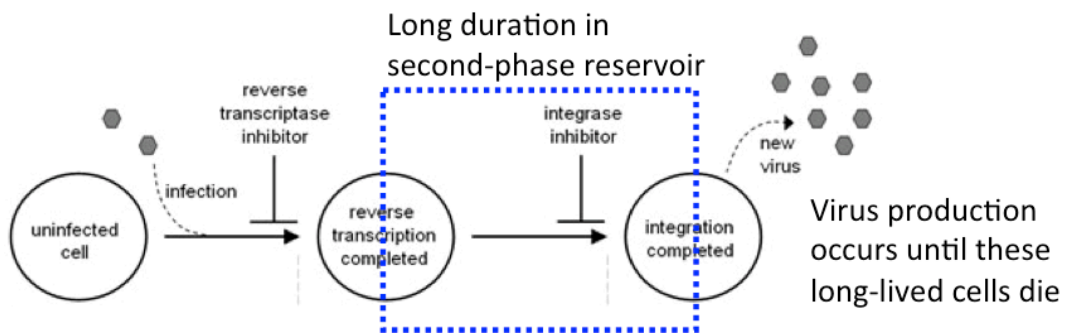 Long duration in
second-phase reservoir
reverse
transcriptase
inhibitor
integrase
inhibitor
new
virus
infection
uninfected
cell
reverse
transcription
completed
integration
completed
Virus production
occurs until these
long-lived cells die